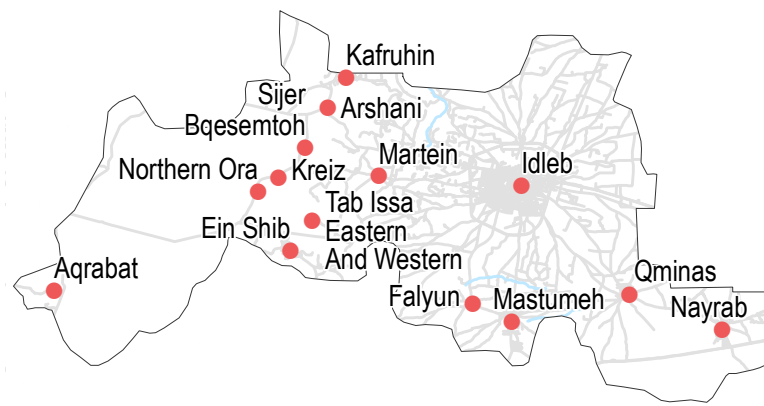 Kafruhin
Sijer
Arshani
Bqesemtoh
Martein
Idleb
Northern Ora
Kreiz
Tab Issa
Eastern
And Western
Ein Shib
Aqrabat
Qminas
Falyun
Mastumeh
Nayrab